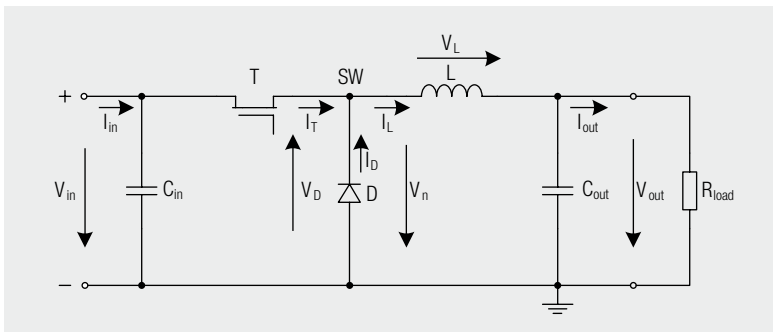 V_L
T
SW
L
+
I_in
I_T
I_L
I_out
I_D
V_in
C_in
V_D
D
V_n
C_out
V_out
R_load
−